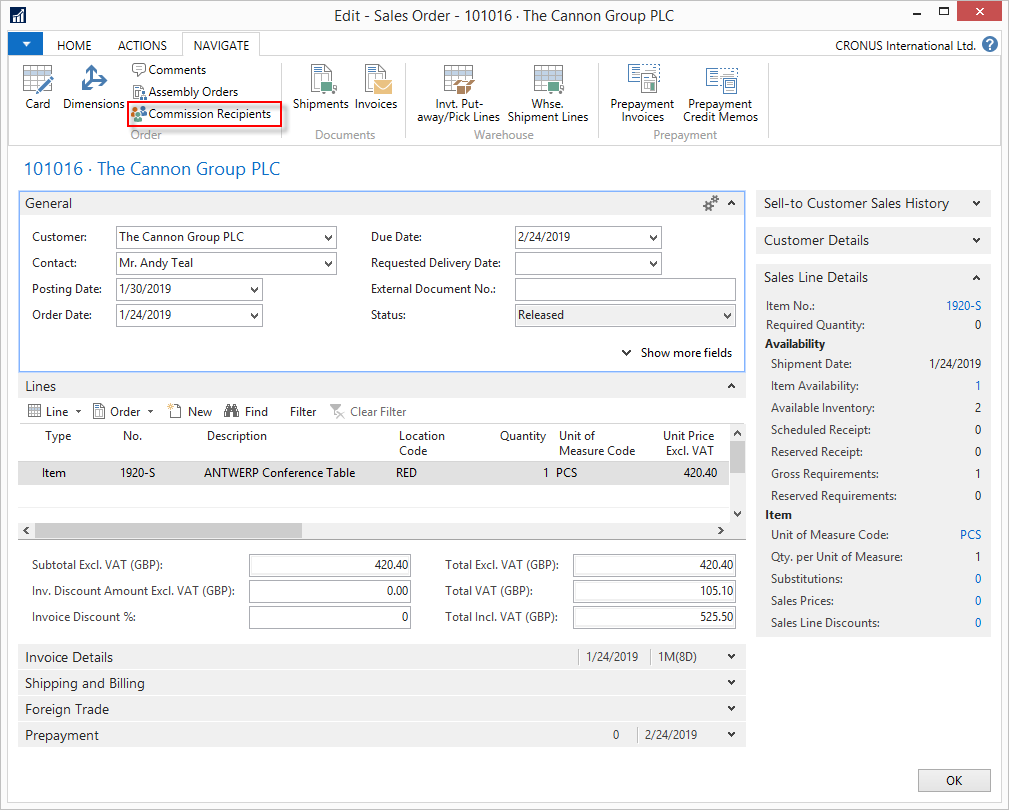 Edit - Sales Order - 101016 · The Cannon Group PLC
HOME ACTIONS NAVIGATE CRONUS International Ltd. ?
Card
Dimensions
Comments
Assembly Orders
Commission Recipients
Order
Shipments
Invoices
Documents
Invt. Put-
away/Pick Lines
Whse.
Shipment Lines
Warehouse
Prepayment
Invoices
Prepayment
Credit Memos
Prepayment
101016 · The Cannon Group PLC
General
Customer: The Cannon Group PLC
Contact: Mr. Andy Teal
Posting Date: 1/30/2019
Order Date: 1/24/2019
Due Date: 2/24/2019
Requested Delivery Date:
External Document No.:
Status: Released
Show more fields
Lines
Line Order New Find Filter Clear Filter
Type No. Description Location Code Quantity Unit of Measure Code Unit Price Excl. VAT
Item 1920-S ANTWERP Conference Table RED 1 PCS 420.40
Subtotal Excl. VAT (GBP): 420.40
Inv. Discount Amount Excl. VAT (GBP): 0.00
Invoice Discount %: 0
Total Excl. VAT (GBP): 420.40
Total VAT (GBP): 105.10
Total Incl. VAT (GBP): 525.50
Invoice Details 1/24/2019 1M(8D)
Shipping and Billing
Foreign Trade
Prepayment 0 2/24/2019
Sell-to Customer Sales History
Customer Details
Sales Line Details
Item No.: 1920-S
Required Quantity: 0
Availability
Shipment Date: 1/24/2019
Item Availability: 1
Available Inventory: 2
Scheduled Receipt: 0
Reserved Receipt: 0
Gross Requirements: 1
Reserved Requirements: 0
Item
Unit of Measure Code: PCS
Qty. per Unit of Measure: 1
Substitutions: 0
Sales Prices: 0
Sales Line Discounts: 0
OK